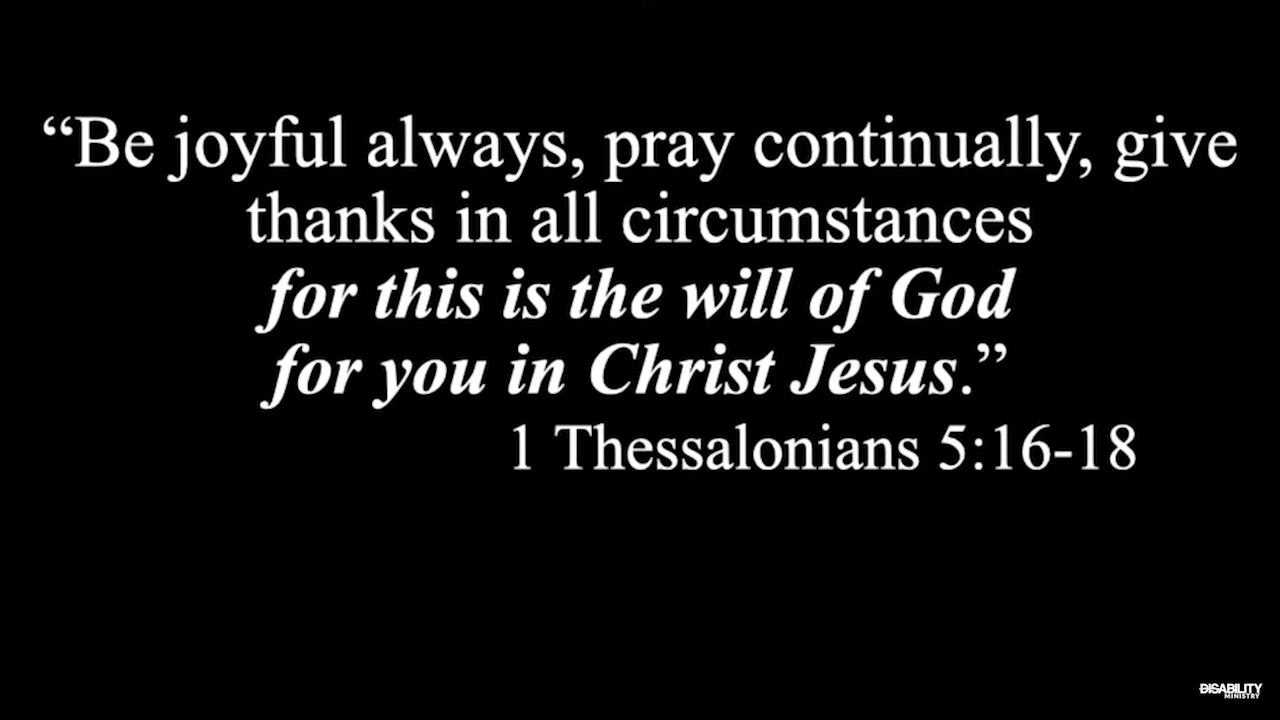 “Be joyful always, pray continually, give
thanks in all circumstances
for this is the will of God
for you in Christ Jesus.”
1 Thessalonians 5:16-18
DISABILITY
MINISTRY